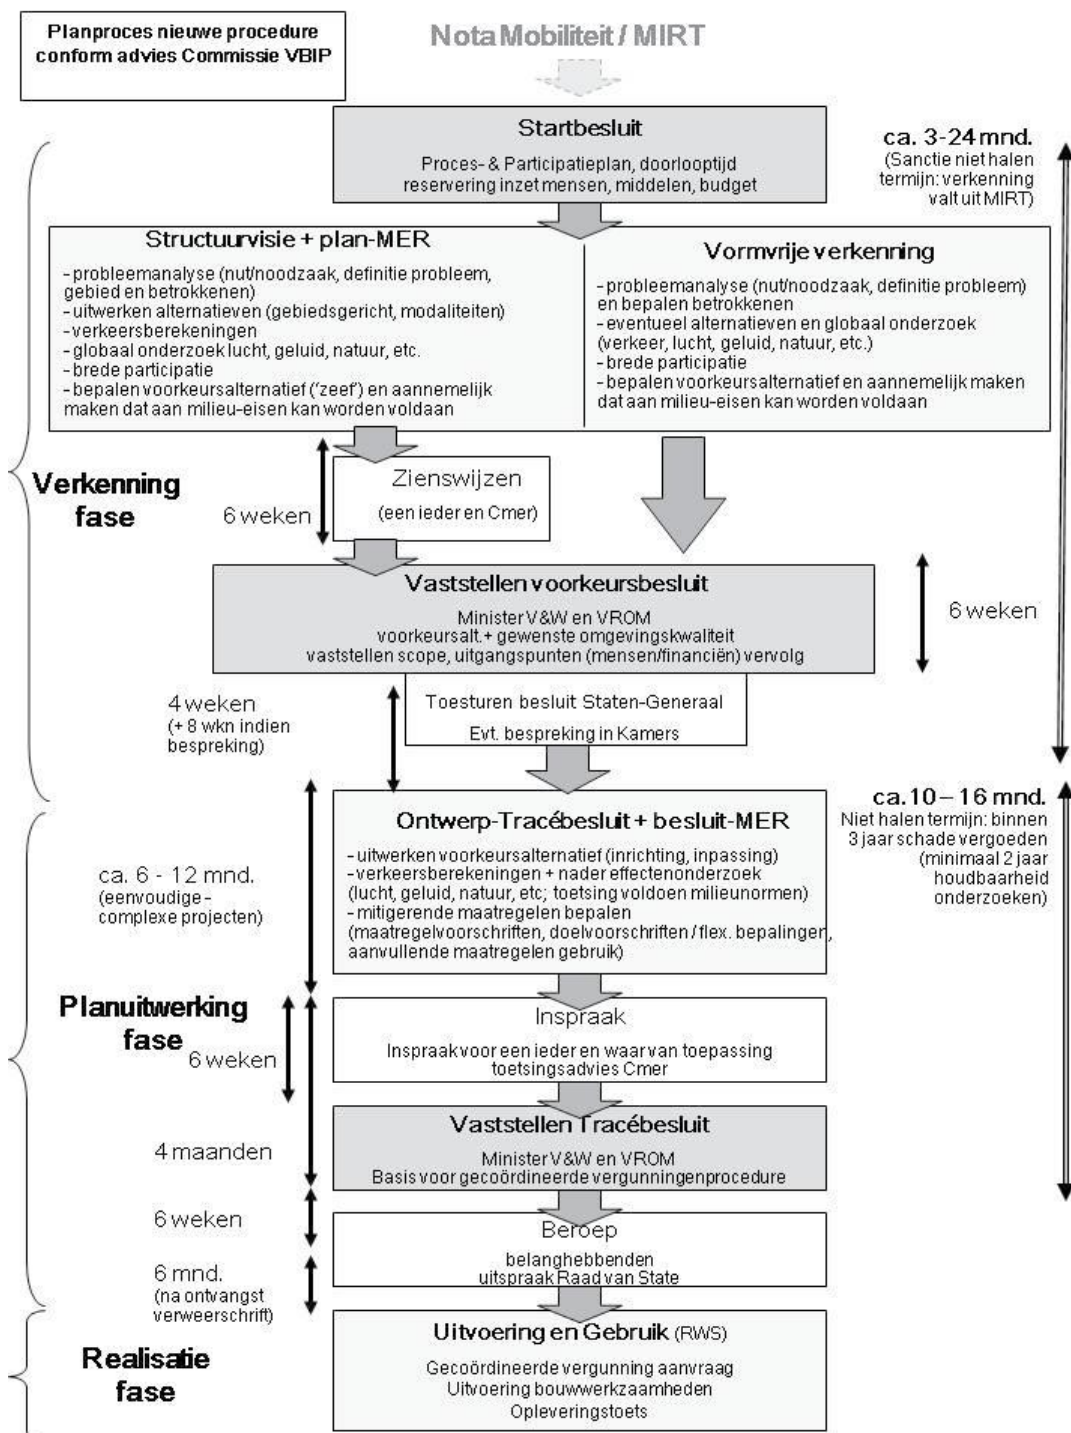 Planproces nieuwe procedure
conform advies Commissie VBIP
Nota Mobiliteit / MIRT
Startbesluit
Proces- & Participatieplan, doorlooptijd
reservering inzet mensen, middelen, budget
ca. 3-24 mnd.
(Sanctie niet halen
termijn: verkenning
valt uit MIRT)
Structuurvisie + plan-MER
- probleemanalyse (nut/noodzaak, definitie probleem,
gebied en betrokkenen)
- uitwerken alternatieven (gebiedsgericht, modaliteiten)
- verkeersberekeningen
- globaal onderzoek lucht, geluid, natuur, etc.
- brede participatie
- bepalen voorkeursalternatief ('zeef') en aannemelijk
maken dat aan milieu-eisen kan worden voldaan
Vormvrije verkenning
- probleemanalyse (nut/noodzaak, definitie probleem)
en bepalen betrokkenen
- eventueel alternatieven en globaal onderzoek
(verkeer, lucht, geluid, natuur, etc.)
- brede participatie
- bepalen voorkeursalternatief en aannemelijk maken
dat aan milieu-eisen kan worden voldaan
Verkenning
fase
6 weken
Zienswijzen
(een ieder en Cmer)
Vaststellen voorkeursbesluit
Minister V&W en VROM
voorkeursalt.+ gewenste omgevingskwaliteit
vaststellen scope, uitgangspunten (mensen/financiën) vervolg
6 weken
4 weken
(+ 8 wkn indien
bespreking)
Toesturen besluit Staten-Generaal
Evt. bespreking in Kamers
ca. 10 – 16 mnd.
Niet halen termijn: binnen
3 jaar schade vergoeden
(minimaal 2 jaar
houdbaarheid
onderzoeken)
Ontwerp-Tracébesluit + besluit-MER
- uitwerken voorkeursalternatief (inrichting, inpassing)
- verkeersberekeningen + nader effectenonderzoek
(lucht, geluid, natuur, etc; toetsing voldoen milieunormen)
- mitigerende maatregelen bepalen
(maatregelvoorschriften, doelvoorschriften / flex. bepalingen,
aanvullende maatregelen gebruik)
ca. 6 - 12 mnd.
(eenvoudige -
complexe projecten)
Planuitwerking
fase
6 weken
Inspraak
Inspraak voor een ieder en waar van toepassing
toetsingsadvies Cmer
4 maanden
Vaststellen Tracébesluit
Minister V&W en VROM
Basis voor gecoördineerde vergunningenprocedure
6 weken
Beroep
belanghebbenden
uitspraak Raad van State
6 mnd.
(na ontvangst
verweerschrift)
Realisatie
fase
Uitvoering en Gebruik (RWS)
Gecoördineerde vergunning aanvraag
Uitvoering bouwwerkzaamheden
Opleveringstoets